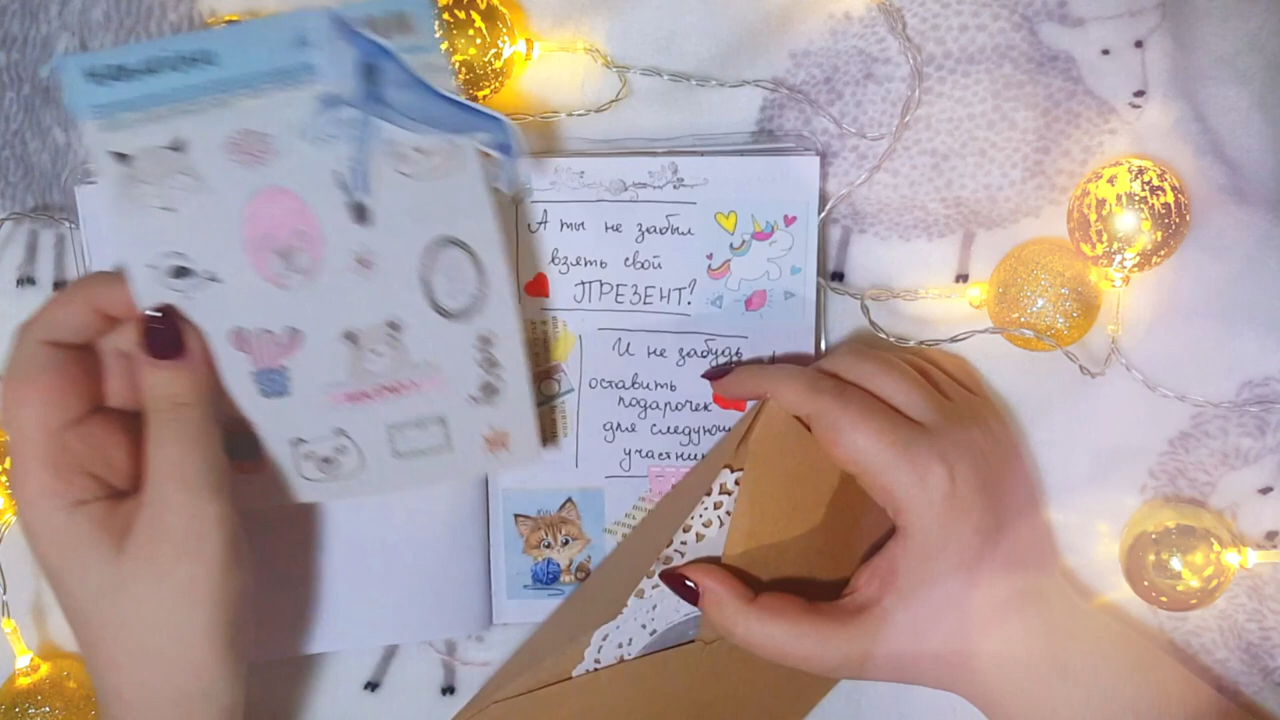 А ты не забыл
взять свой
ПРЕЗЕНТ?
И не забудь
оставить
подарочек
для следующ
участник